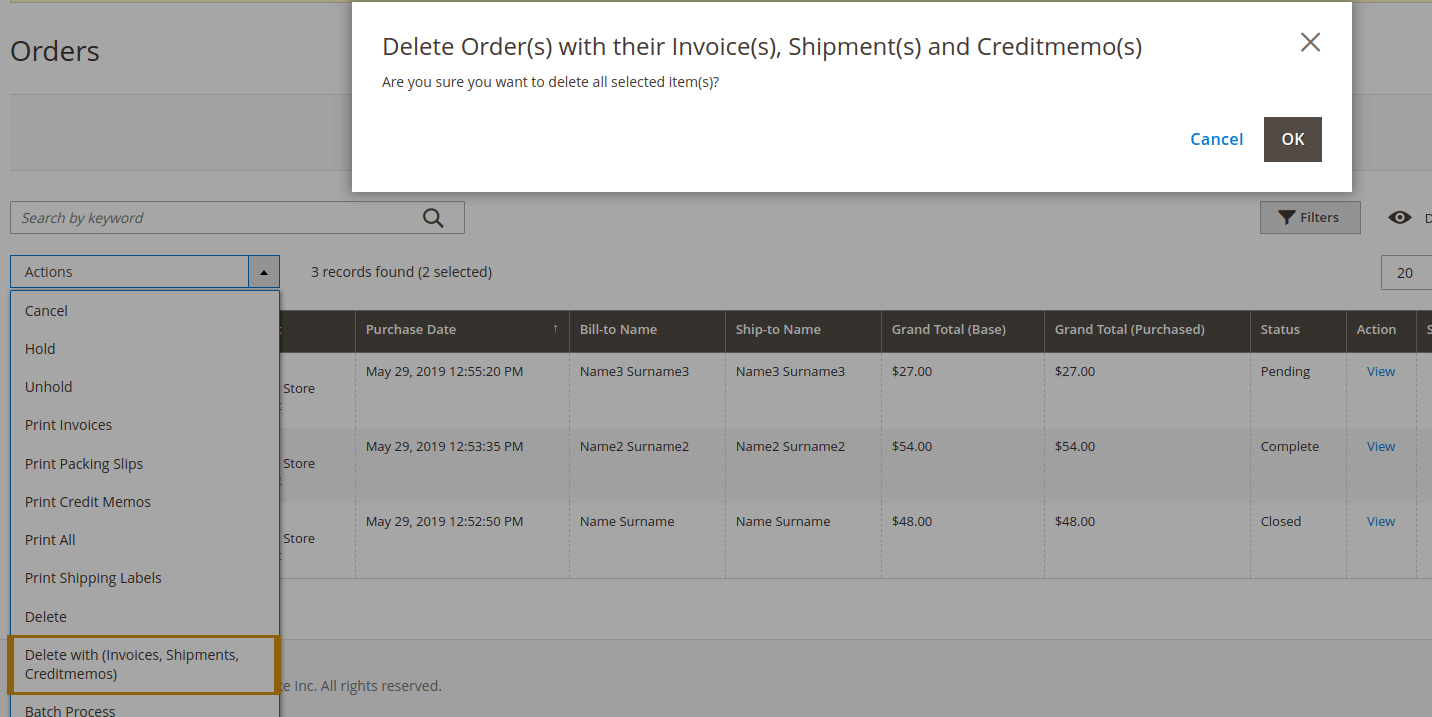 Delete Order(s) with their Invoice(s), Shipment(s) and Creditmemo(s)
Are you sure you want to delete all selected item(s)?
Cancel OK
Orders
Search by keyword
Filters
Actions
3 records found (2 selected)
20
Cancel
Hold
Unhold
Print Invoices
Print Packing Slips
Print Credit Memos
Print All
Print Shipping Labels
Delete
Delete with (Invoices, Shipments,
Creditmemos)
Batch Process
Purchase Date ↑ Bill-to Name Ship-to Name Grand Total (Base) Grand Total (Purchased) Status Action
May 29, 2019 12:55:20 PM Name3 Surname3 Name3 Surname3 $27.00 $27.00 Pending View
Store
May 29, 2019 12:53:35 PM Name2 Surname2 Name2 Surname2 $54.00 $54.00 Complete View
Store
May 29, 2019 12:52:50 PM Name Surname Name Surname $48.00 $48.00 Closed View
Store
Inc. All rights reserved.